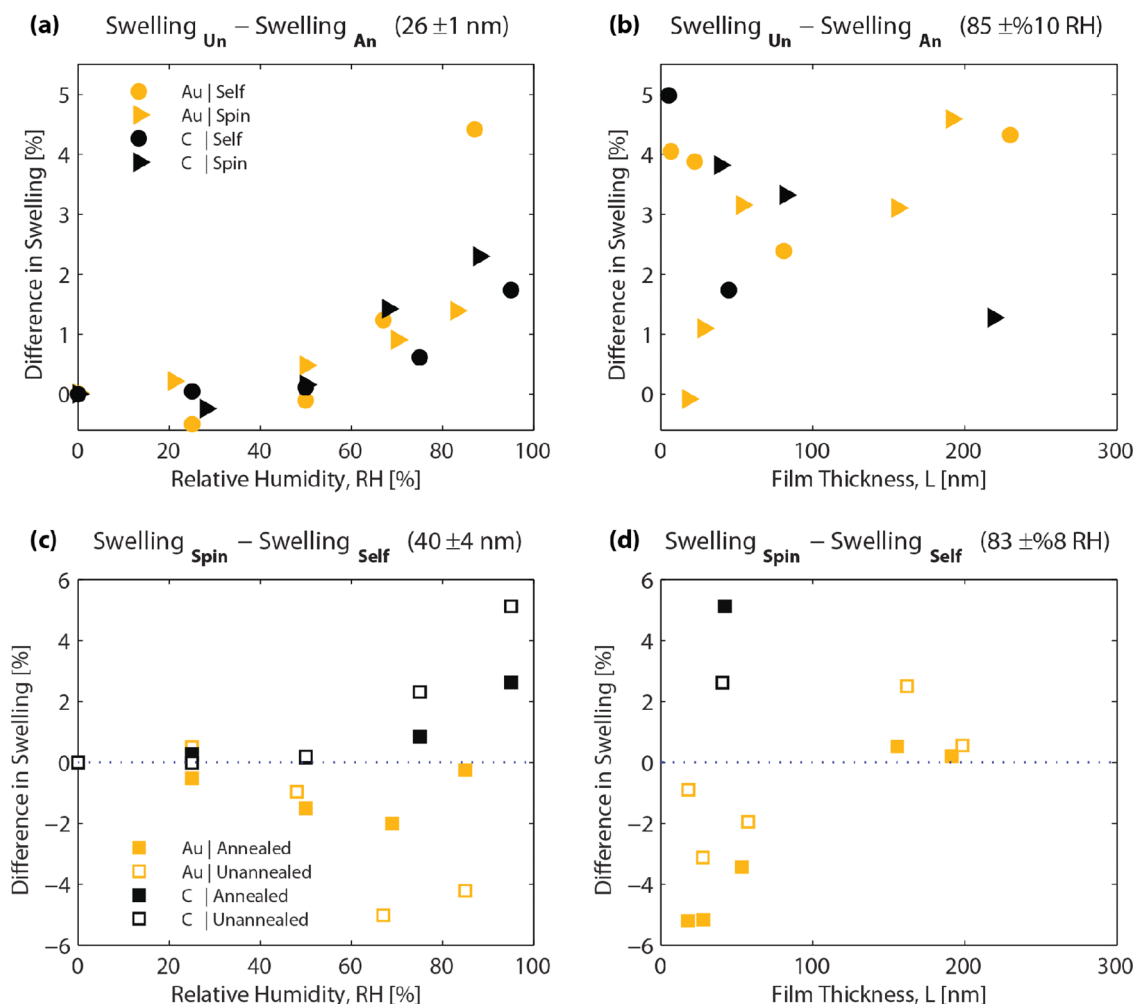 (a) Swelling Un – Swelling An (26 ±1 nm)
Difference in Swelling [%]
5
4
3
2
1
0
Au | Self
Au | Spin
C | Self
C | Spin
0 20 40 60 80 100
Relative Humidity, RH [%]
(b) Swelling Un – Swelling An (85 ±%10 RH)
Difference in Swelling [%]
5
4
3
2
1
0
0 100 200 300
Film Thickness, L [nm]
(c) Swelling Spin – Swelling Self (40 ±4 nm)
Difference in Swelling [%]
6
4
2
0
−2
−4
−6
Au | Annealed
Au | Unannealed
C | Annealed
C | Unannealed
0 20 40 60 80 100
Relative Humidity, RH [%]
(d) Swelling Spin – Swelling Self (83 ±%8 RH)
Difference in Swelling [%]
6
4
2
0
−2
−4
−6
0 100 200 300
Film Thickness, L [nm]